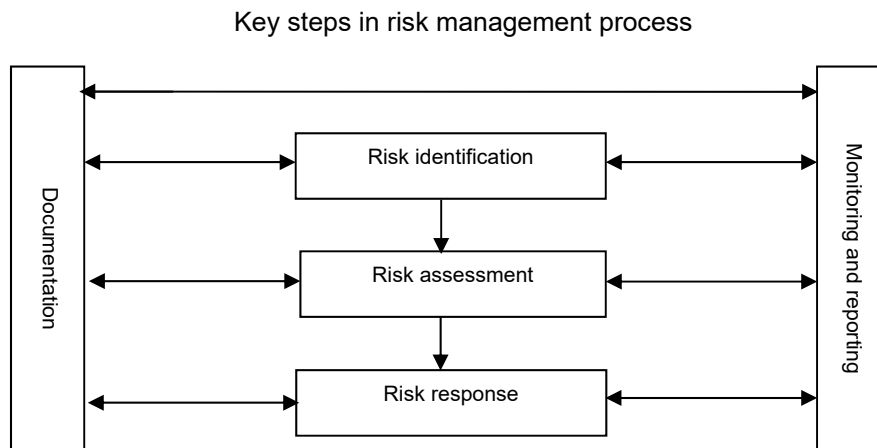 Key steps in risk management process
Risk identification
Documentation
Monitoring and reporting
Risk assessment
Risk response